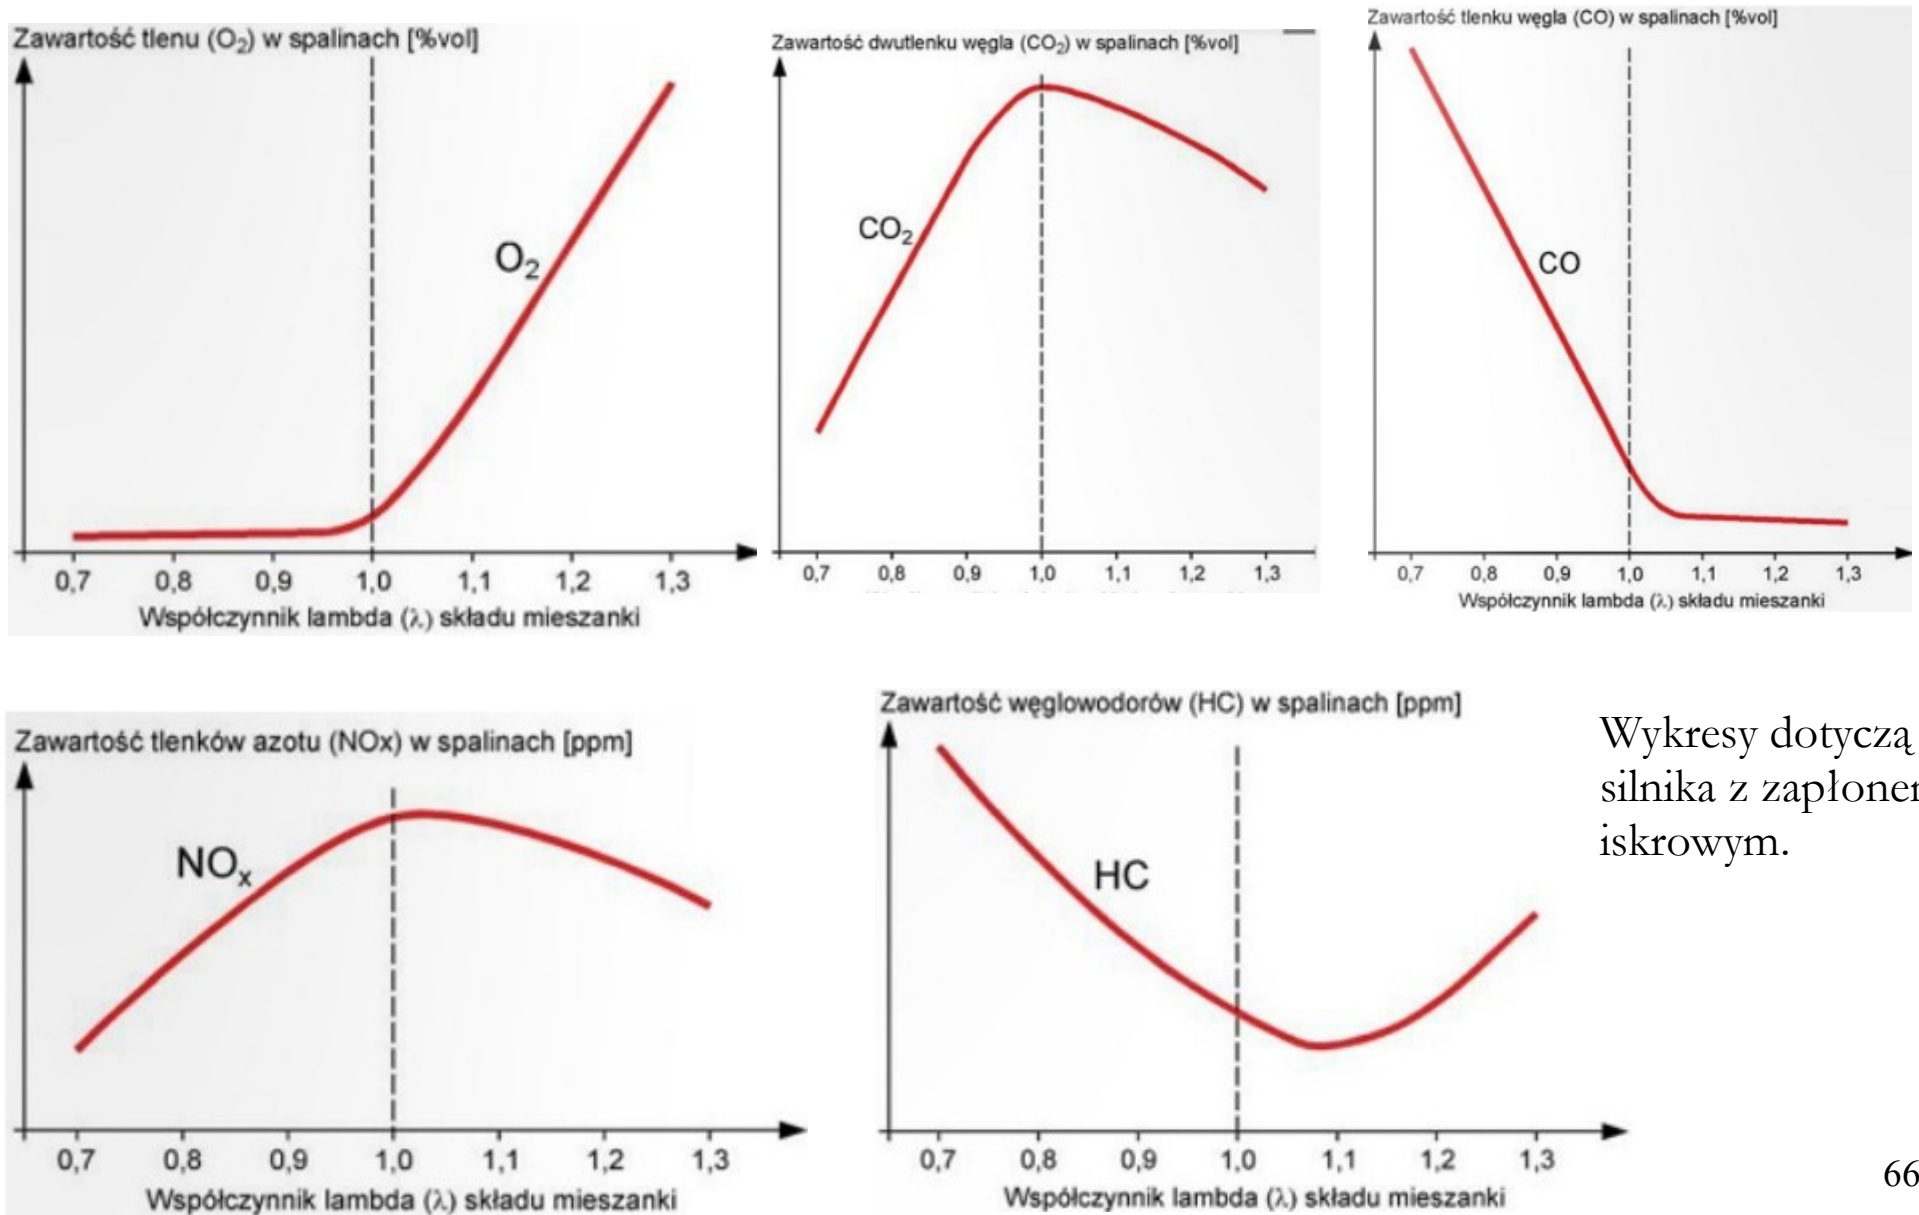 Zawartość tlenu (O₂) w spalinach [%vol]
O₂
0,7 0,8 0,9 1,0 1,1 1,2 1,3
Współczynnik lambda (λ) składu mieszanki
Zawartość dwutlenku węgla (CO₂) w spalinach [%vol]
CO₂
0,7 0,8 0,9 1,0 1,1 1,2 1,3
Zawartość tlenku węgla (CO) w spalinach [%vol]
CO
0,7 0,8 0,9 1,0 1,1 1,2 1,3
Współczynnik lambda (λ) składu mieszanki
Zawartość tlenków azotu (NOx) w spalinach [ppm]
NOₓ
0,7 0,8 0,9 1,0 1,1 1,2 1,3
Współczynnik lambda (λ) składu mieszanki
Zawartość węglowodorów (HC) w spalinach [ppm]
HC
0,7 0,8 0,9 1,0 1,1 1,2 1,3
Współczynnik lambda (λ) składu mieszanki
Wykresy dotyczą
silnika z
iskrowym.
66